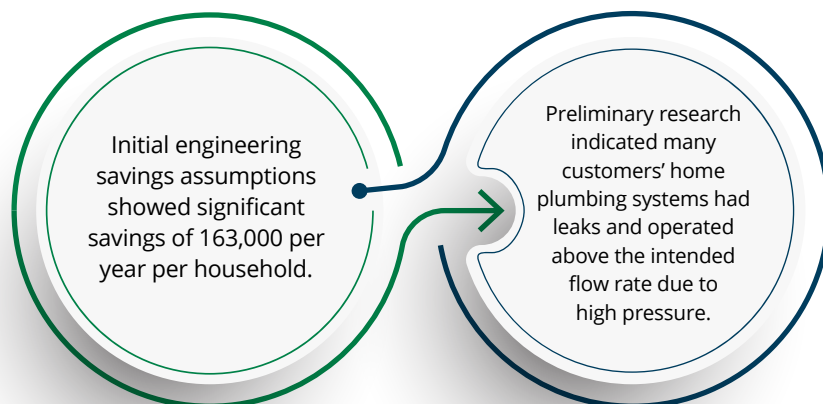 Initial engineering
savings assumptions
showed significant
savings of 163,000 per
year per household.
Preliminary research
indicated many
customers’ home
plumbing systems had
leaks and operated
above the intended
flow rate due to
high pressure.